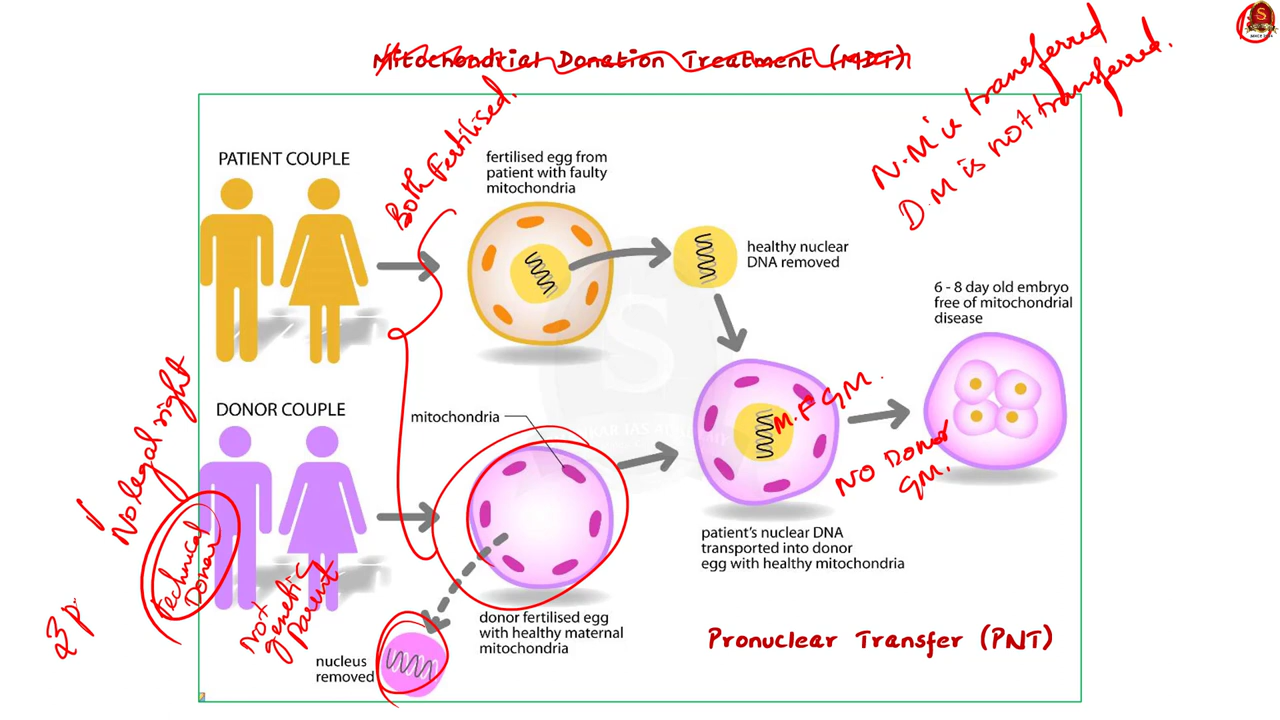 Mitochondrial Donation Treatment (MDT)
N.M is transferred
D.M is not transferred.
Both Fertilised.
PATIENT COUPLE
fertilised egg from
patient with faulty
mitochondria
healthy nuclear
DNA removed
6 - 8 day old embryo
free of mitochondrial
disease
No legal right
DONOR COUPLE
mitochondria
M.F GM.
NO Donor
GM.
Technical
Donar
Not
genetic
parent
3 p
patient's nuclear DNA
transported into donor
egg with healthy mitochondria
donor fertilised egg
with healthy maternal
mitochondria
nucleus
removed
Pronuclear Transfer (PNT)